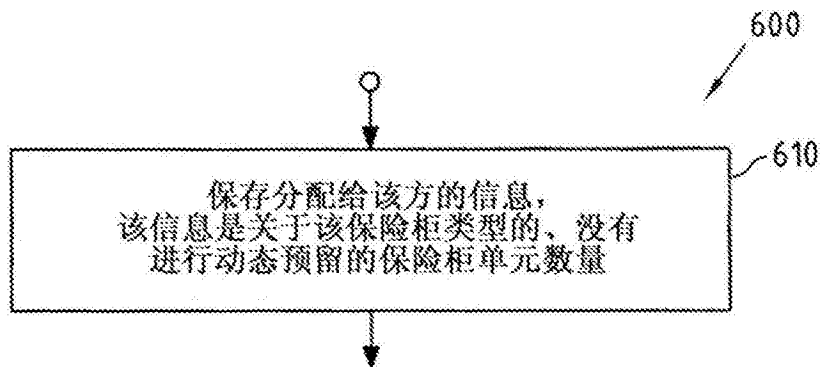 600
610
保存分配给该方的信息，
该信息是关于该保险柜类型的、没有
进行动态预留的保险柜单元数量